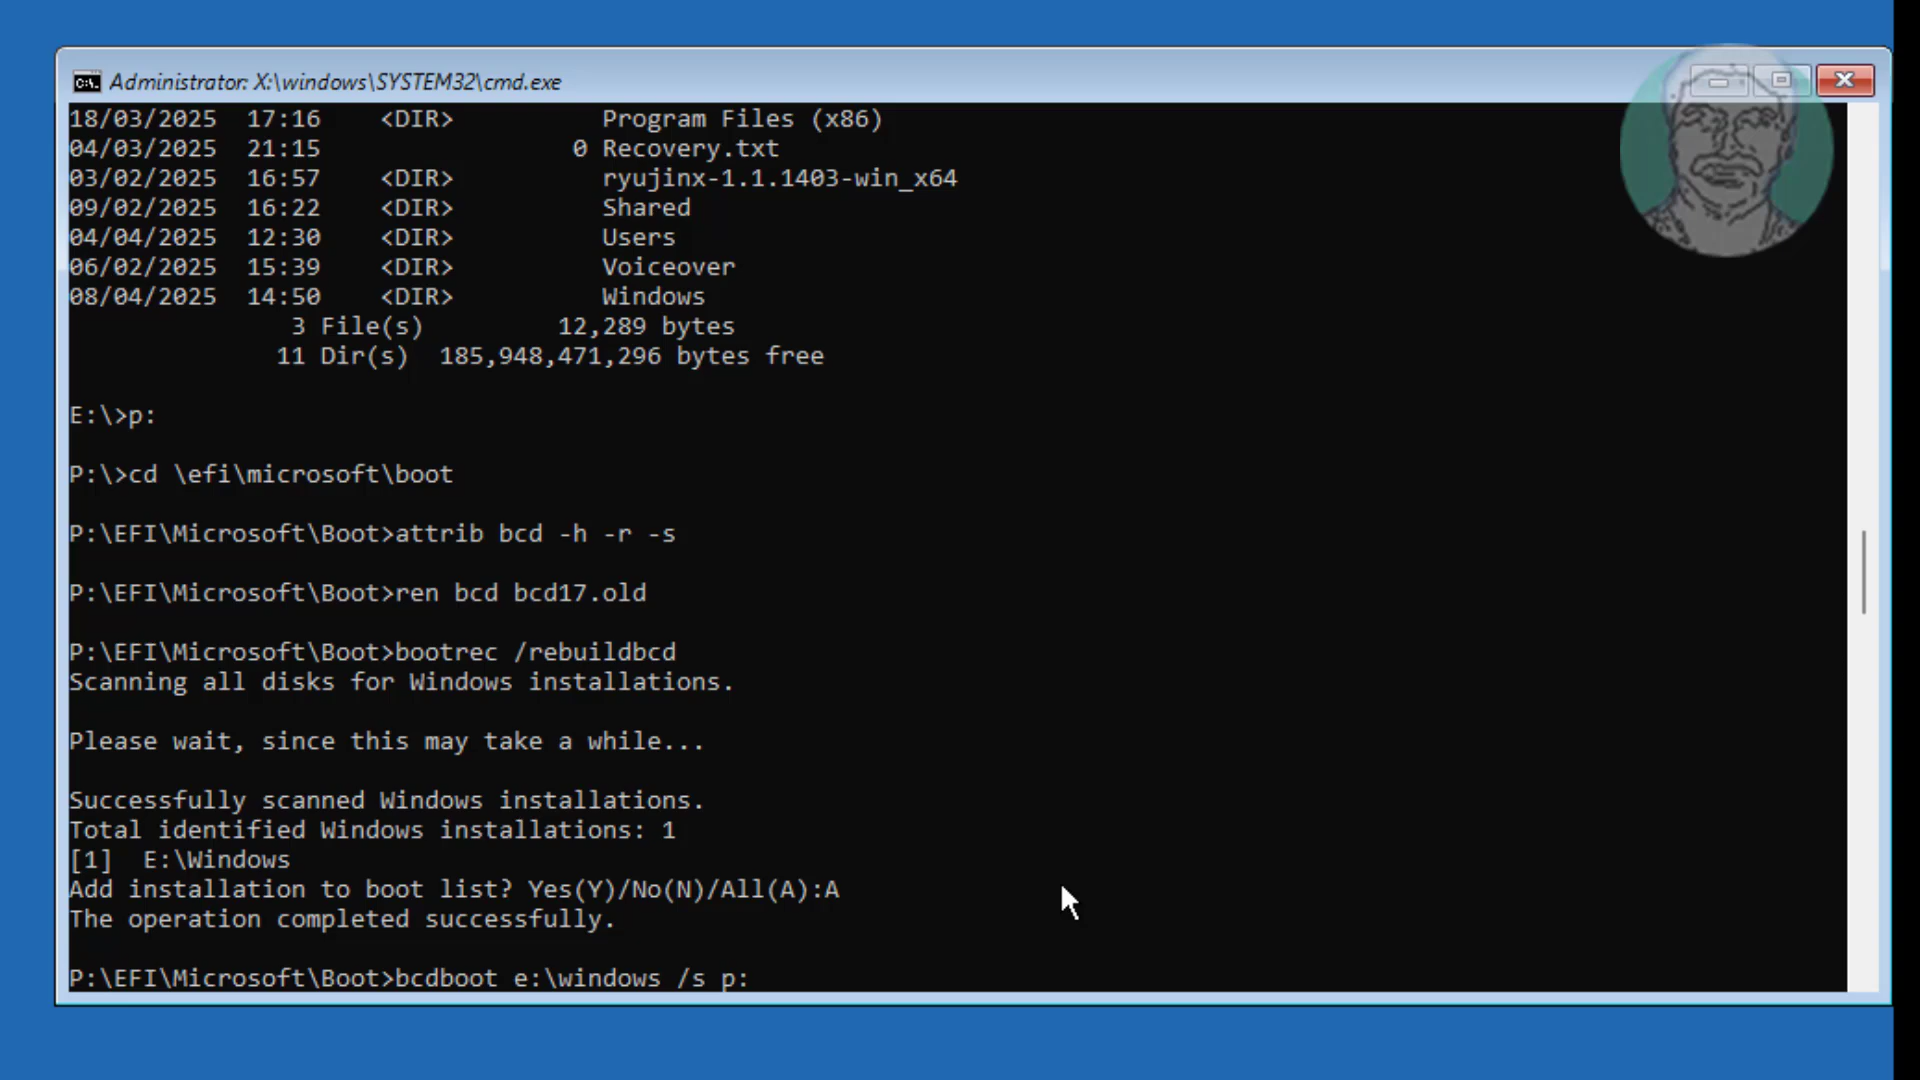 Administrator: X:\windows\SYSTEM32\cmd.exe
18/03/2025  17:16    <DIR>          Program Files (x86)
04/03/2025  21:15                 0 Recovery.txt
03/02/2025  16:57    <DIR>          ryujinx-1.1.1403-win_x64
09/02/2025  16:22    <DIR>          Shared
04/04/2025  12:30    <DIR>          Users
06/02/2025  15:39    <DIR>          Voiceover
08/04/2025  14:50    <DIR>          Windows
3 File(s)         12,289 bytes
11 Dir(s)  185,948,471,296 bytes free
E:\>p:
P:\>cd \efi\microsoft\boot
P:\EFI\Microsoft\Boot>attrib bcd -h -r -s
P:\EFI\Microsoft\Boot>ren bcd bcd17.old
P:\EFI\Microsoft\Boot>bootrec /rebuildbcd
Scanning all disks for Windows installations.
Please wait, since this may take a while...
Successfully scanned Windows installations.
Total identified Windows installations: 1
[1]  E:\Windows
Add installation to boot list? Yes(Y)/No(N)/All(A):A
The operation completed successfully.
P:\EFI\Microsoft\Boot>bcdboot e:\windows /s p: